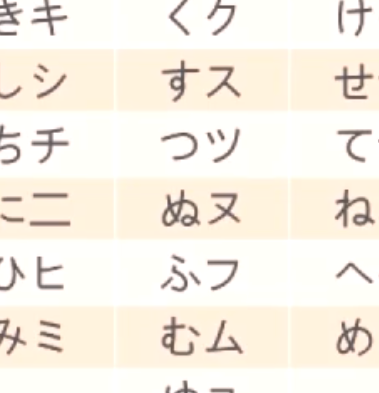 きキ くク け
しシ すス せ
ちチ つツ て
に二 ぬヌ ね
ひヒ ふフ へ
みミ むム め